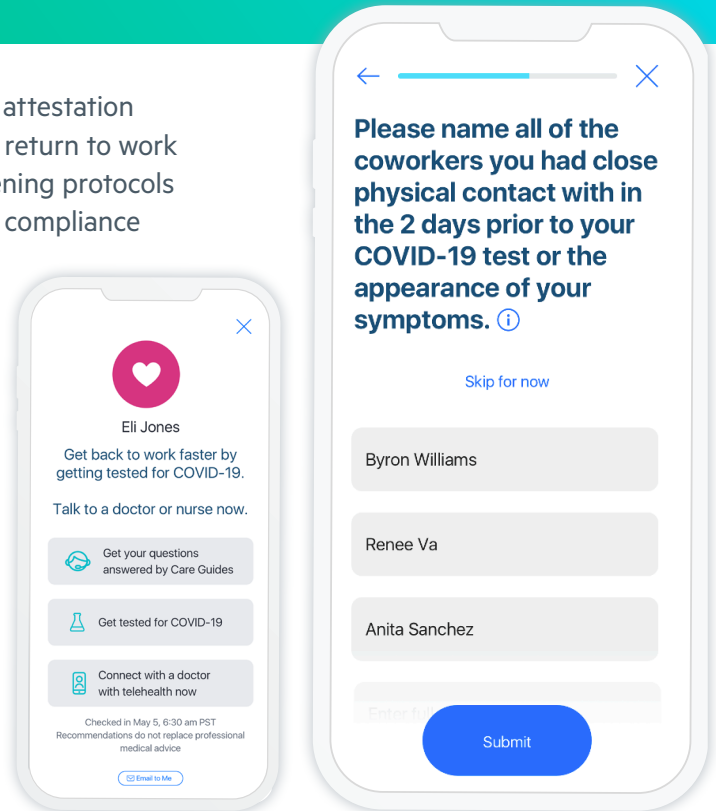 attestation
return to work
ening protocols
compliance
Eli Jones
Get back to work faster by
getting tested for COVID-19.
Talk to a doctor or nurse now.
Get your questions
answered by Care Guides
Get tested for COVID-19
Connect with a doctor
with telehealth now
Checked in May 5, 6:30 am PST
Recommendations do not replace professional
medical advice
Email to Me
Please name all of the
coworkers you had close
physical contact with in
the 2 days prior to your
COVID-19 test or the
appearance of your
symptoms.
Skip for now
Byron Williams
Renee Va
Anita Sanchez
Enter
Submit